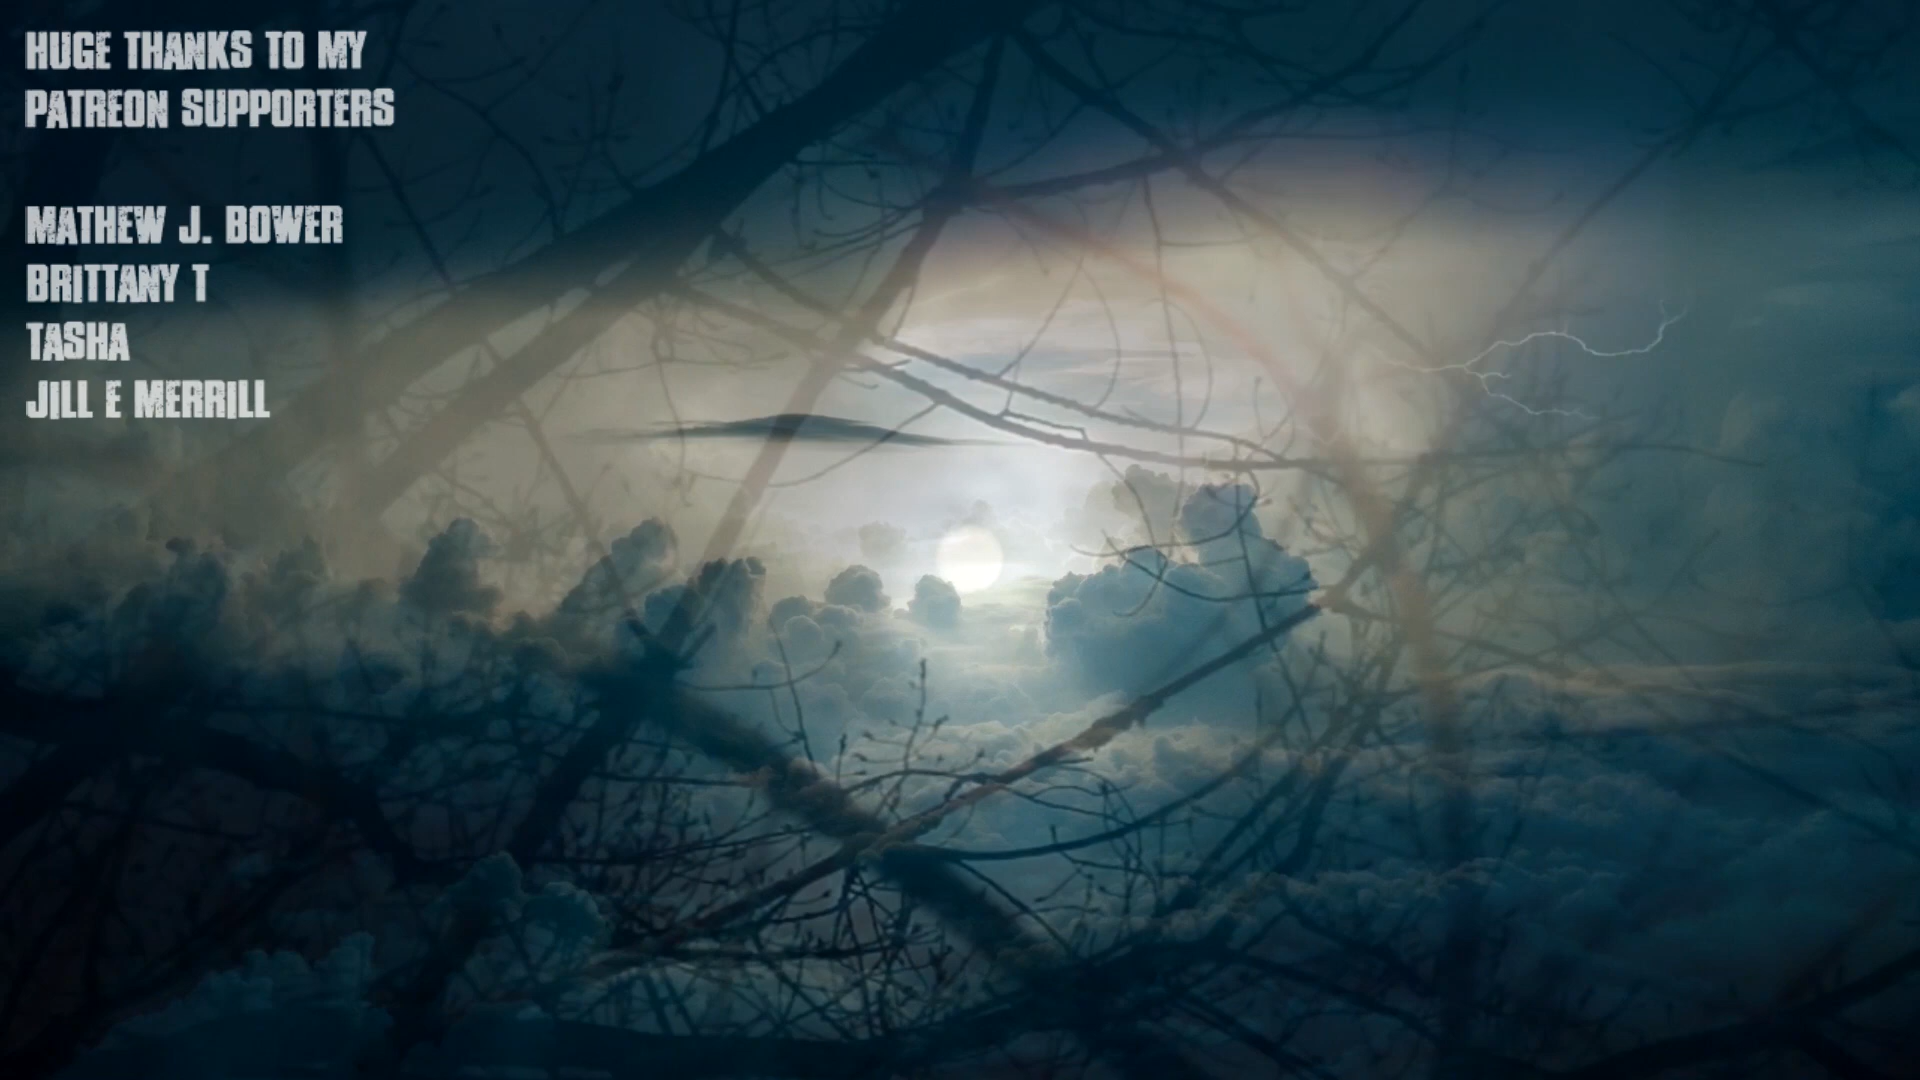 HUGE THANKS TO MY
PATREON SUPPORTERS
MATHEW J. BOWER
BRITTANY T
TASHA
JILL E MERRILL